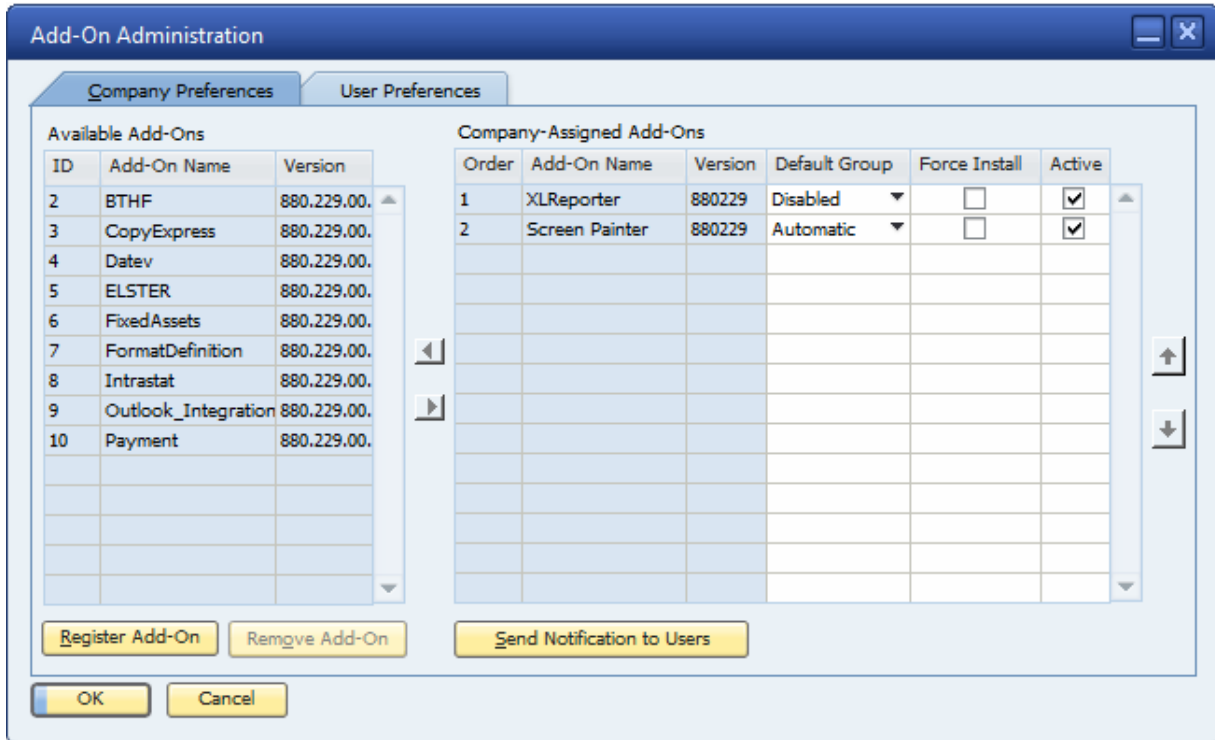 Add-On Administration
Company Preferences User Preferences
Available Add-Ons
ID Add-On Name Version
2 BTHF 880.229.00.
3 CopyExpress 880.229.00.
4 Datev 880.229.00.
5 ELSTER 880.229.00.
6 FixedAssets 880.229.00.
7 FormatDefinition 880.229.00.
8 Intrastat 880.229.00.
9 Outlook_Integration 880.229.00.
10 Payment 880.229.00.
Register Add-On Remove Add-On
Company-Assigned Add-Ons
Order Add-On Name Version Default Group Force Install Active
1 XLReporter 880229 Disabled
2 Screen Painter 880229 Automatic
Send Notification to Users
OK Cancel